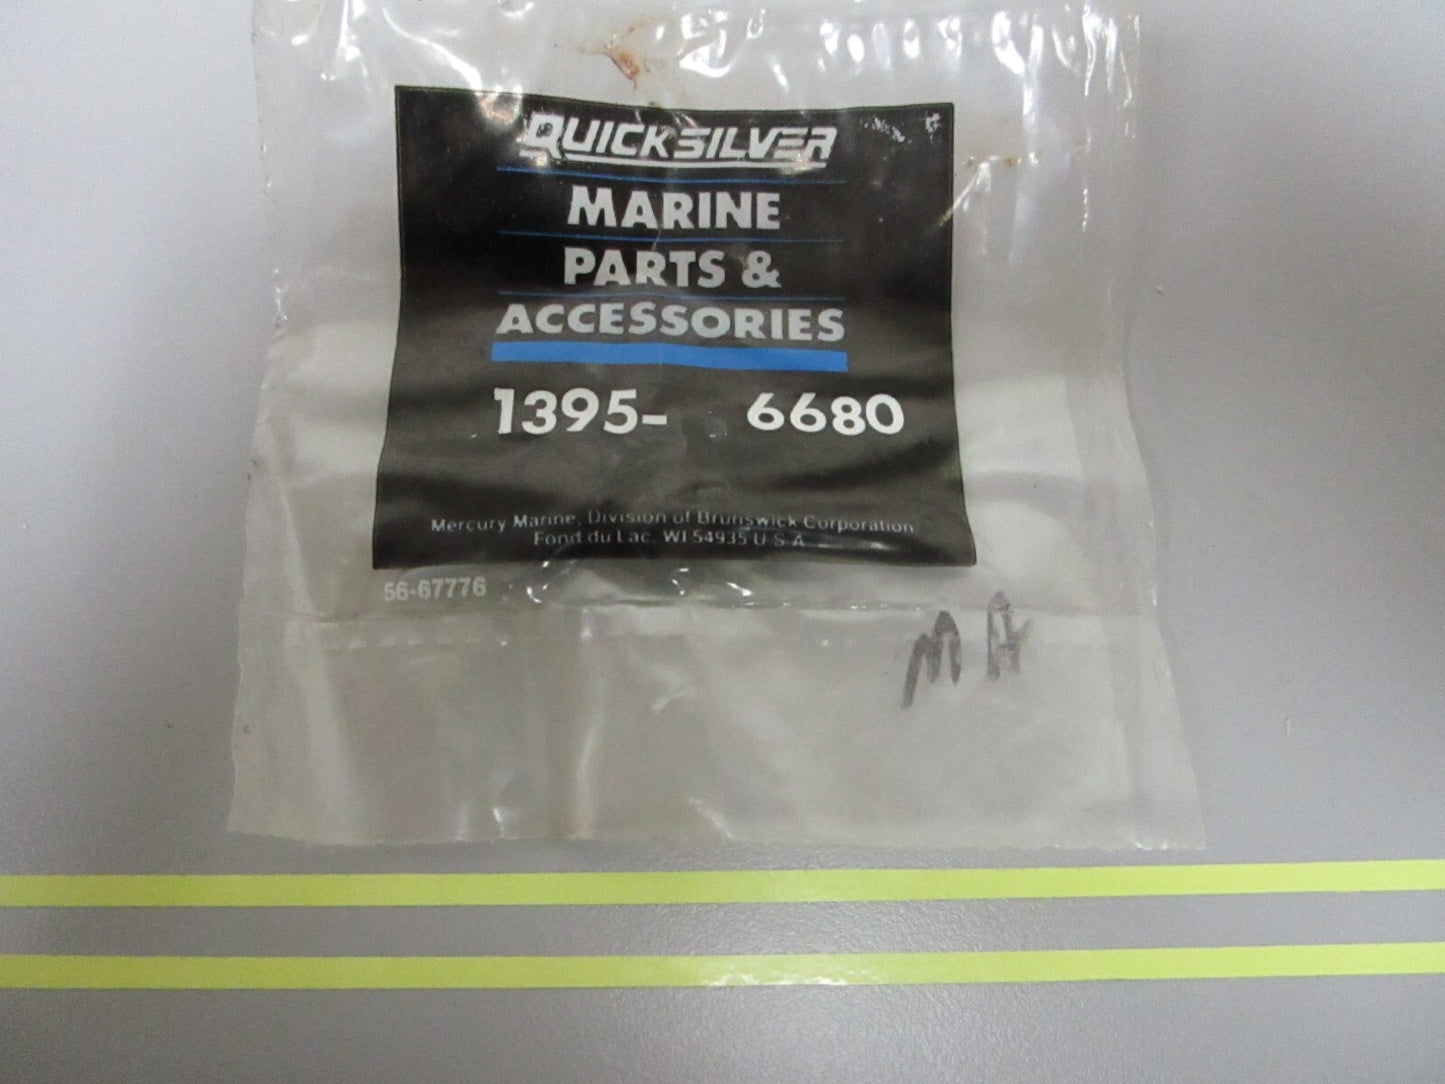 QUICKSILVER
MARINE
PARTS &
ACCESSORIES
1395- 6680
Mercury Marine, Division of Brunswick Corporation
Fond du Lac, WI 54935 U.S.A.
56-67776
M A